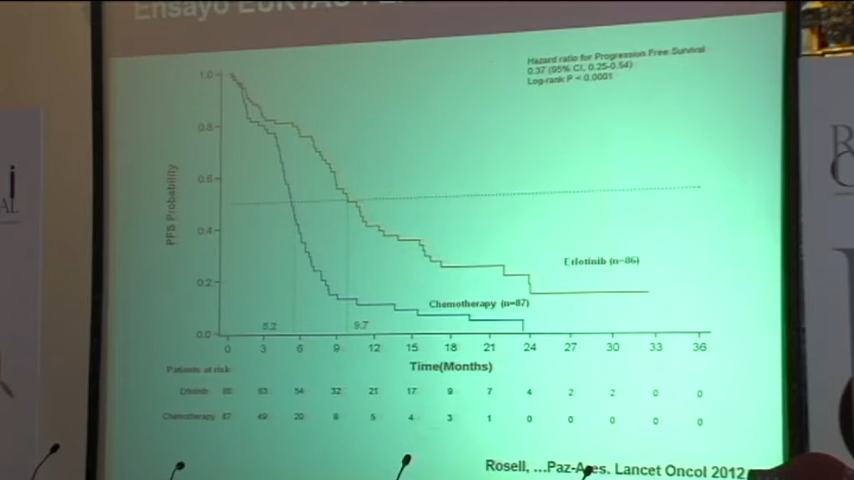 Ensayo EURTAC
Hazard ratio for Progression Free Survival
0.37 (95% CI, 0.25-0.54)
Log-rank P < 0.0001
1.0
0.8
0.6
0.4
0.2
0.0
PFS Probability
Erlotinib (n=86)
Chemotherapy (n=87)
5.2
9.7
0 3 6 9 12 15 18 21 24 27 30 33 36
Time(Months)
Patients at risk
Erlotinib 86 63 54 32 21 17 9 7 4 2 2 0 0
Chemotherapy 87 49 20 8 5 4 3 1 0 0 0 0 0
Rosell, ...Paz-Ares. Lancet Oncol 2012